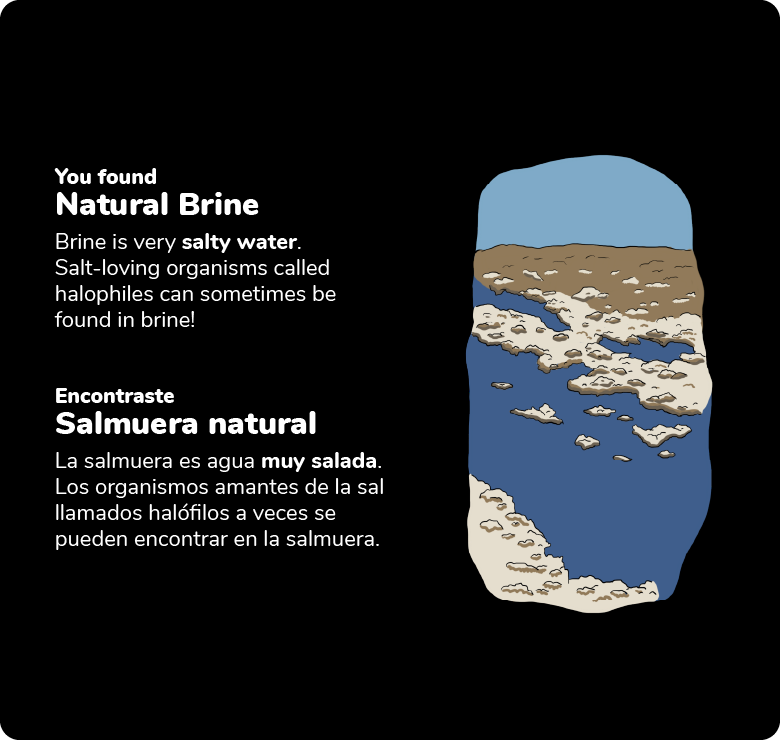 You found
Natural Brine
Brine is very salty water.
Salt-loving organisms called
halophiles can sometimes be
found in brine!
Encontraste
Salmuera natural
La salmuera es agua muy salada.
Los organismos amantes de la sal
llamados halófilos a veces se
pueden encontrar en la salmuera.